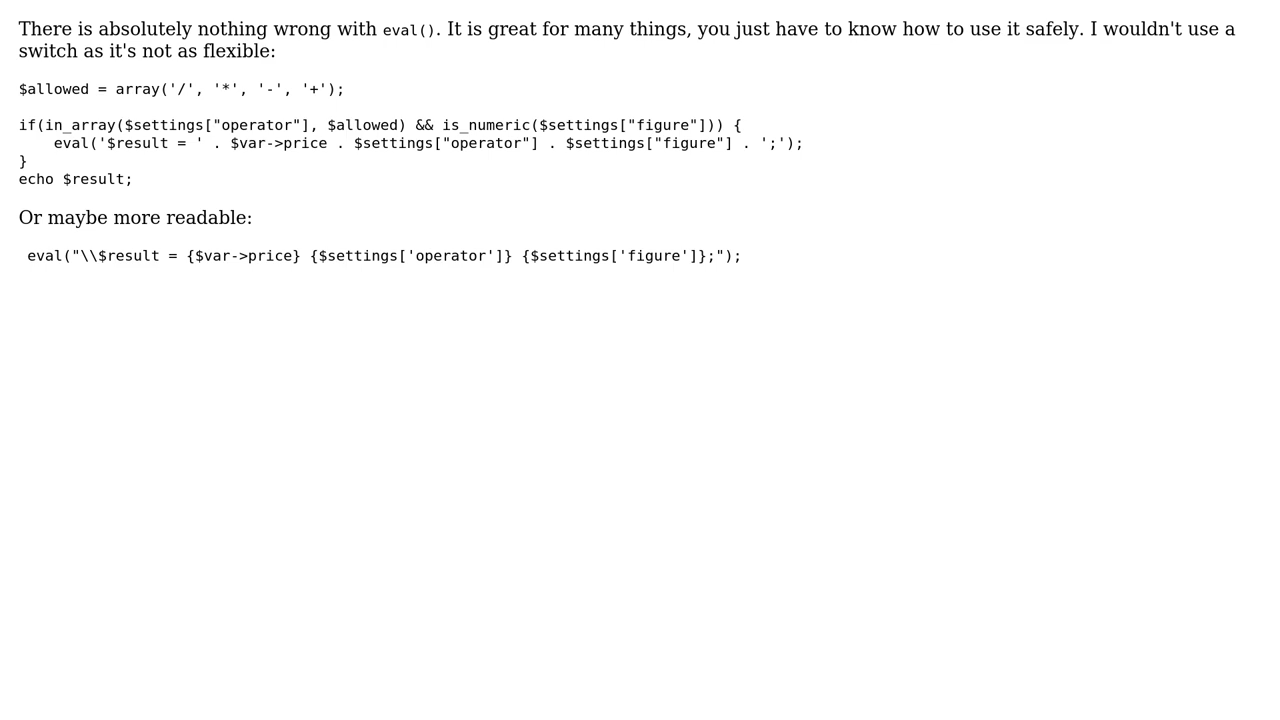 There is absolutely nothing wrong with eval(). It is great for many things, you just have to know how to use it safely. I wouldn't use a
switch as it's not as flexible:
$allowed = array('/', '*', '-', '+');
if(in_array($settings["operator"], $allowed) && is_numeric($settings["figure"])) {
    eval('$result = ' . $var->price . $settings["operator"] . $settings["figure"] . ';');
}
echo $result;
Or maybe more readable:
 eval("\\$result = {$var->price} {$settings['operator']} {$settings['figure']};");